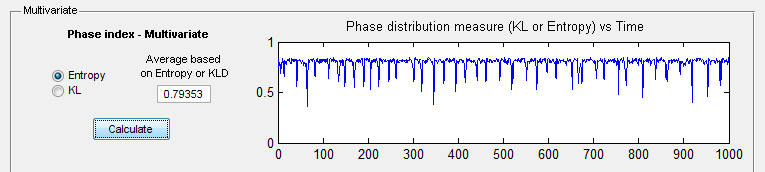 Multivariate
Phase index - Multivariate
Average based
on Entropy or KLD
Entropy
KL
0.79353
Calculate
Phase distribution measure (KL or Entropy) vs Time
1
0.5
0
0 100 200 300 400 500 600 700 800 900 1000